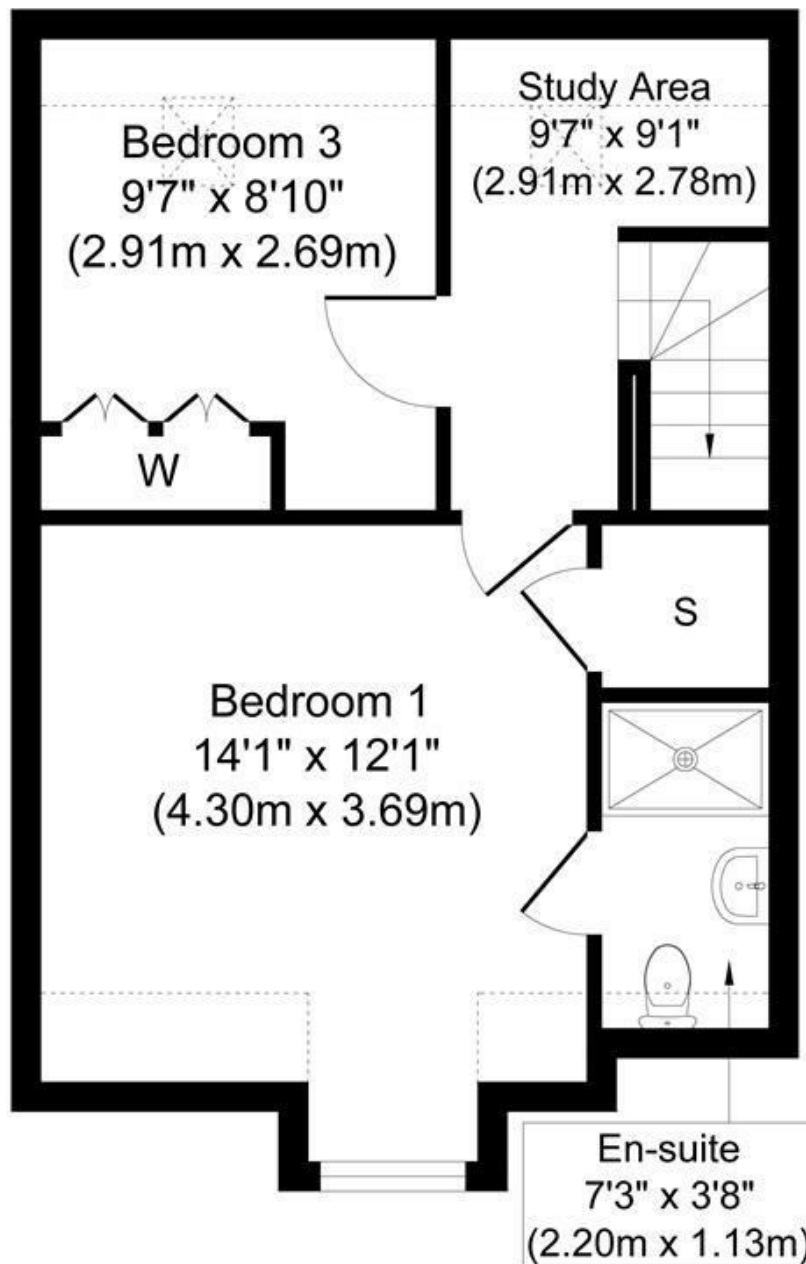 Bedroom 3
9'7" x 8'10"
(2.91m x 2.69m)
Study Area
9'7" x 9'1"
(2.91m x 2.78m)
W
S
Bedroom 1
14'1" x 12'1"
(4.30m x 3.69m)
En-suite
7'3" x 3'8"
(2.20m x 1.13m)